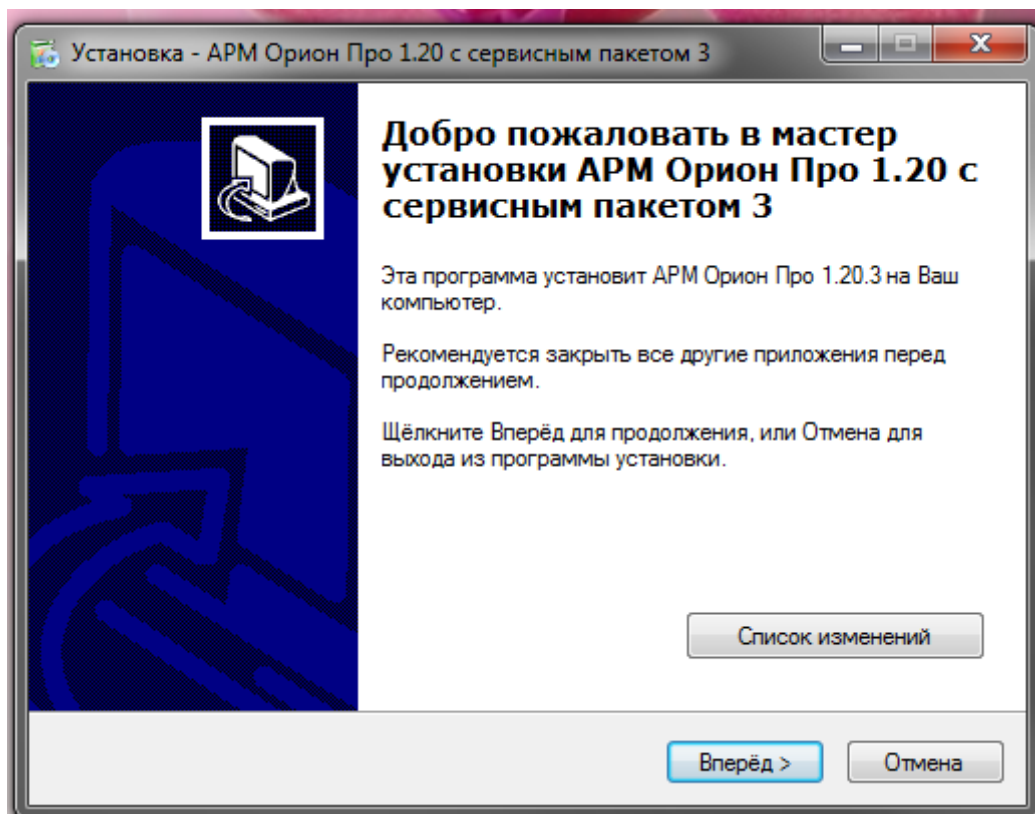 Установка - АРМ Орион Про 1.20 с сервисным пакетом 3
Добро пожаловать в мастер
установки АРМ Орион Про 1.20 с
сервисным пакетом 3
Эта программа установит АРМ Орион Про 1.20.3 на Ваш
компьютер.
Рекомендуется закрыть все другие приложения перед
продолжением.
Щёлкните Вперёд для продолжения, или Отмена для
выхода из программы установки.
Список изменений
Вперёд >
Отмена